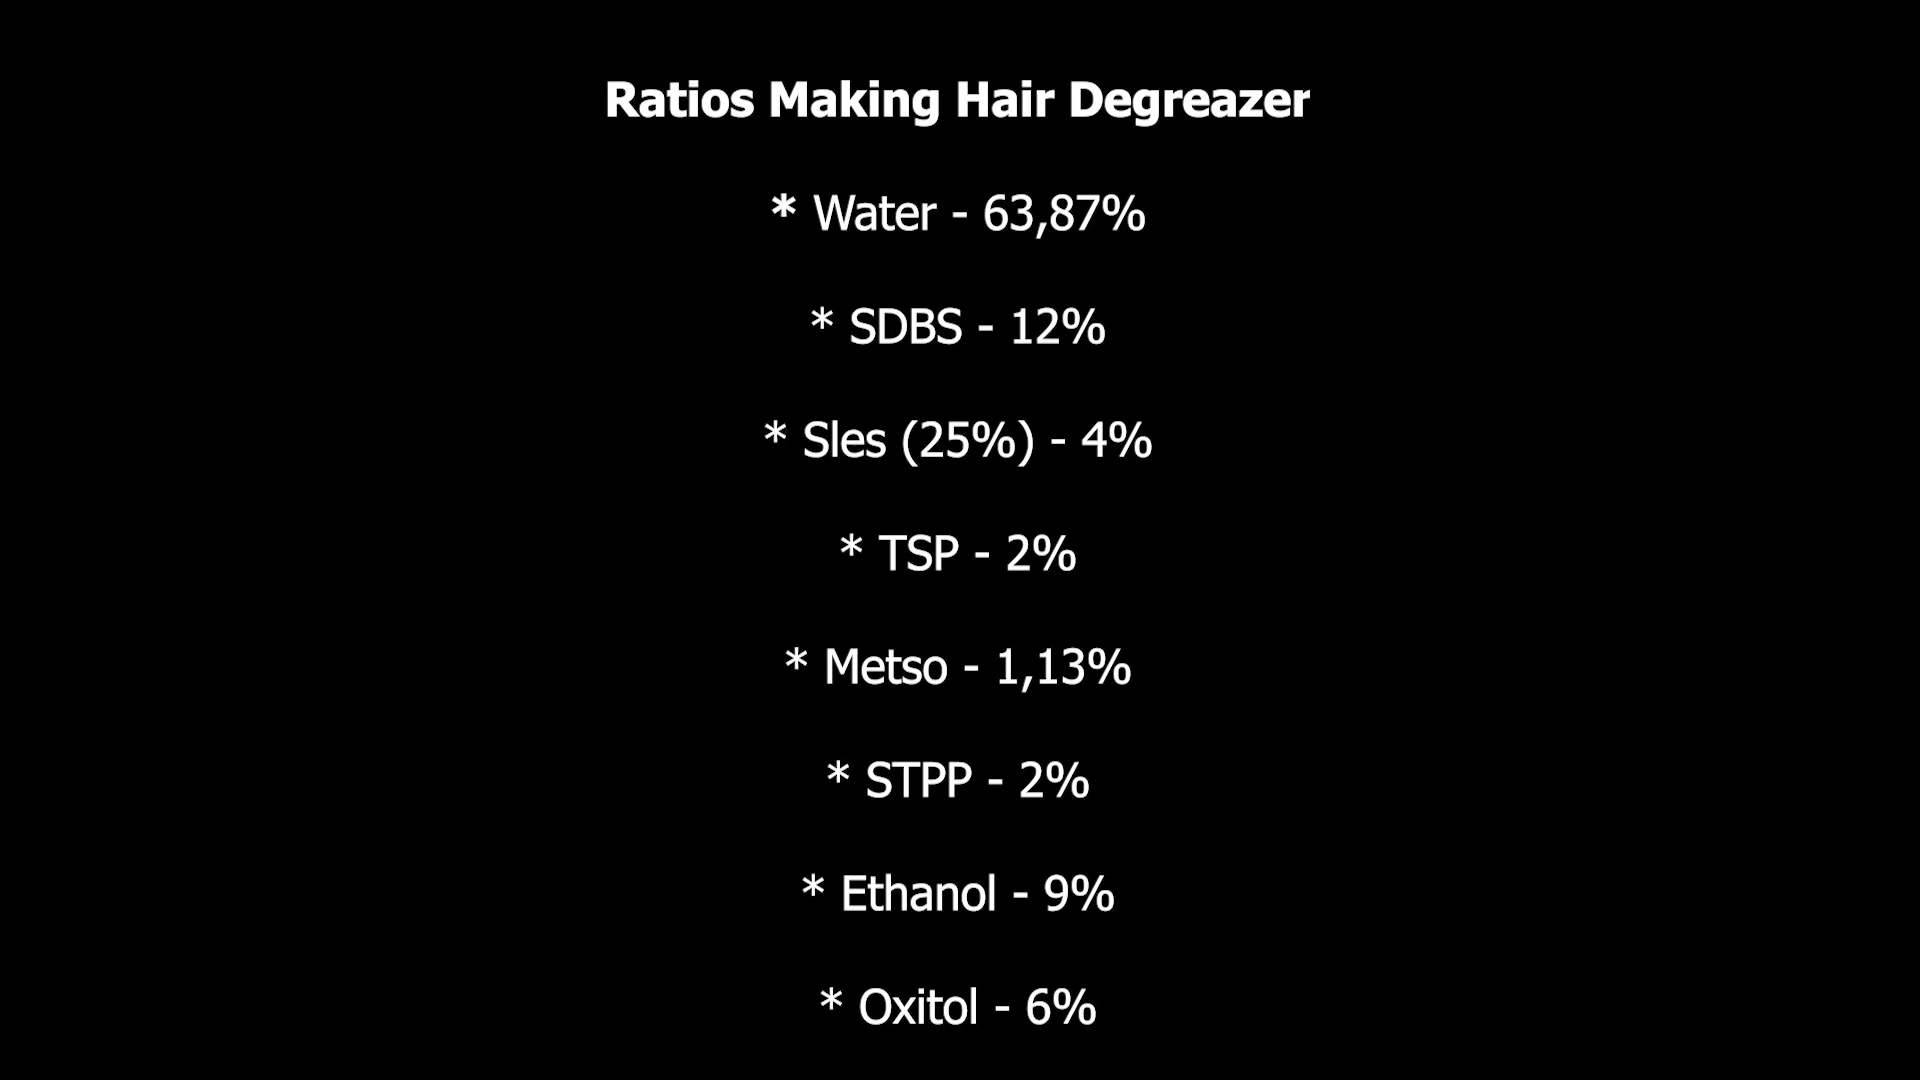 Ratios Making Hair Degreazer
* Water - 63,87%
* SDBS - 12%
* Sles (25%) - 4%
* TSP - 2%
* Metso - 1,13%
* STPP - 2%
* Ethanol - 9%
* Oxitol - 6%